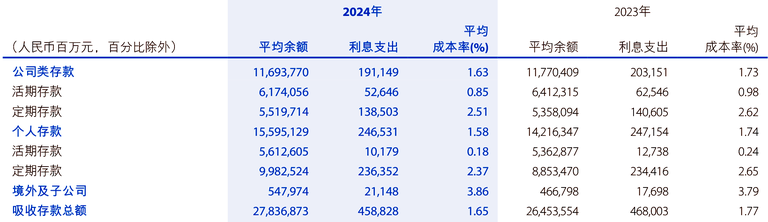 2024年 2023年
平均 平均
（人民币百万元，百分比除外） 平均余额 利息支出 成本率(%) 平均余额 利息支出 成本率(%)
公司类存款 11,693,770 191,149 1.63 11,770,409 203,151 1.73
活期存款 6,174,056 52,646 0.85 6,412,315 62,546 0.98
定期存款 5,519,714 138,503 2.51 5,358,094 140,605 2.62
个人存款 15,595,129 246,531 1.58 14,216,347 247,154 1.74
活期存款 5,612,605 10,179 0.18 5,362,877 12,738 0.24
定期存款 9,982,524 236,352 2.37 8,853,470 234,416 2.65
境外及子公司 547,974 21,148 3.86 466,798 17,698 3.79
吸收存款总额 27,836,873 458,828 1.65 26,453,554 468,003 1.77